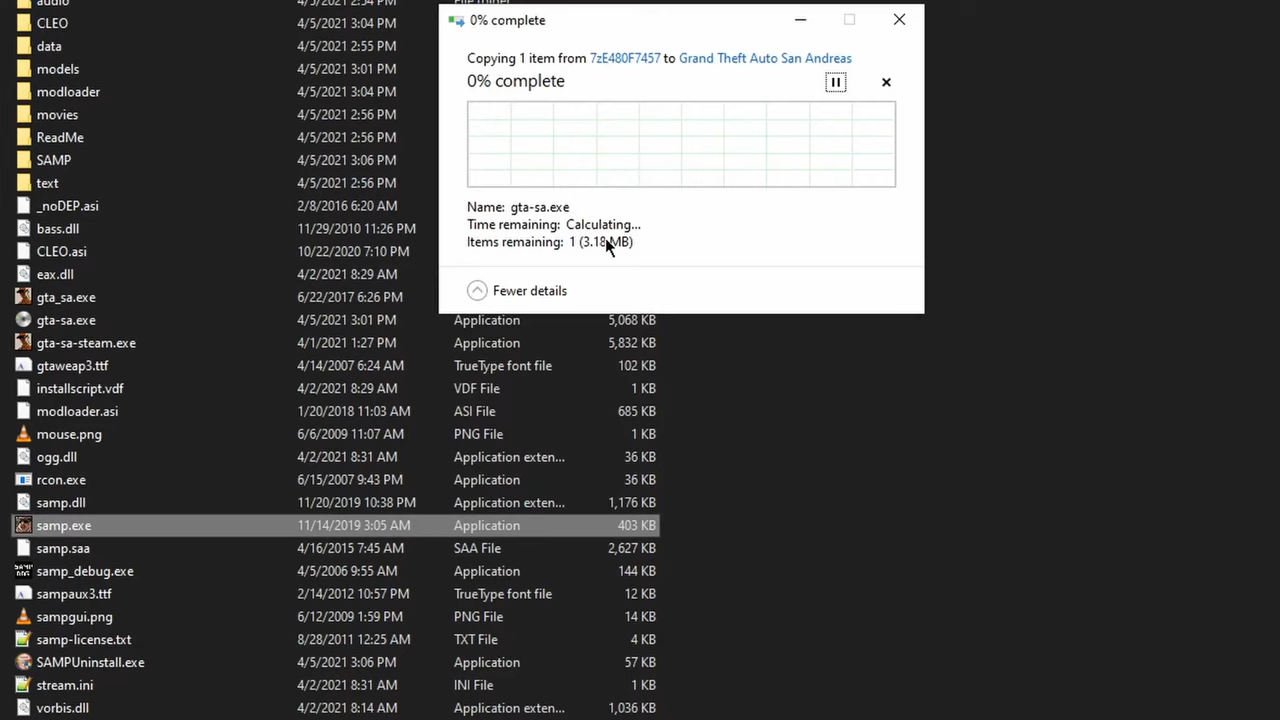 audio 4/5/2021 2:54 PM File folder
0% complete
CLEO 4/5/2021 3:04 PM
data 4/5/2021 2:55 PM
Copying 1 item from 7zE480F7457 to Grand Theft Auto San Andreas
models 4/5/2021 3:01 PM
0% complete
modloader 4/5/2021 3:04 PM
movies 4/5/2021 2:56 PM
ReadMe 4/5/2021 2:56 PM
SAMP 4/5/2021 3:06 PM
text 4/5/2021 2:56 PM
_noDEP.asi 2/8/2016 6:20 AM
Name: gta-sa.exe
bass.dll 11/29/2010 11:26 PM
Time remaining: Calculating...
Items remaining: 1 (3.18 MB)
CLEO.asi 10/22/2020 7:10 PM
eax.dll 4/2/2021 8:29 AM
Fewer details
gta_sa.exe 6/22/2017 6:26 PM
gta-sa.exe 4/5/2021 3:01 PM Application 5,068 KB
gta-sa-steam.exe 4/1/2021 1:27 PM Application 5,832 KB
gtaweap3.ttf 4/14/2007 6:24 AM TrueType font file 102 KB
installscript.vdf 4/2/2021 8:29 AM VDF File 1 KB
modloader.asi 1/20/2018 11:03 AM ASI File 685 KB
mouse.png 6/6/2009 11:07 AM PNG File 1 KB
ogg.dll 4/2/2021 8:31 AM Application exten... 36 KB
rcon.exe 6/15/2007 9:43 PM Application 36 KB
samp.dll 11/20/2019 10:38 PM Application exten... 1,176 KB
samp.exe 11/14/2019 3:05 AM Application 403 KB
samp.saa 4/16/2015 7:45 AM SAA File 2,627 KB
samp_debug.exe 4/5/2006 9:55 AM Application 144 KB
sampaux3.ttf 2/14/2012 10:57 PM TrueType font file 12 KB
sampgui.png 6/12/2009 1:59 PM PNG File 14 KB
samp-license.txt 8/28/2011 12:25 AM TXT File 4 KB
SAMPUninstall.exe 4/5/2021 3:06 PM Application 57 KB
stream.ini 4/2/2021 8:31 AM INI File 1 KB
vorbis.dll 4/2/2021 8:14 AM Application exten... 1,036 KB